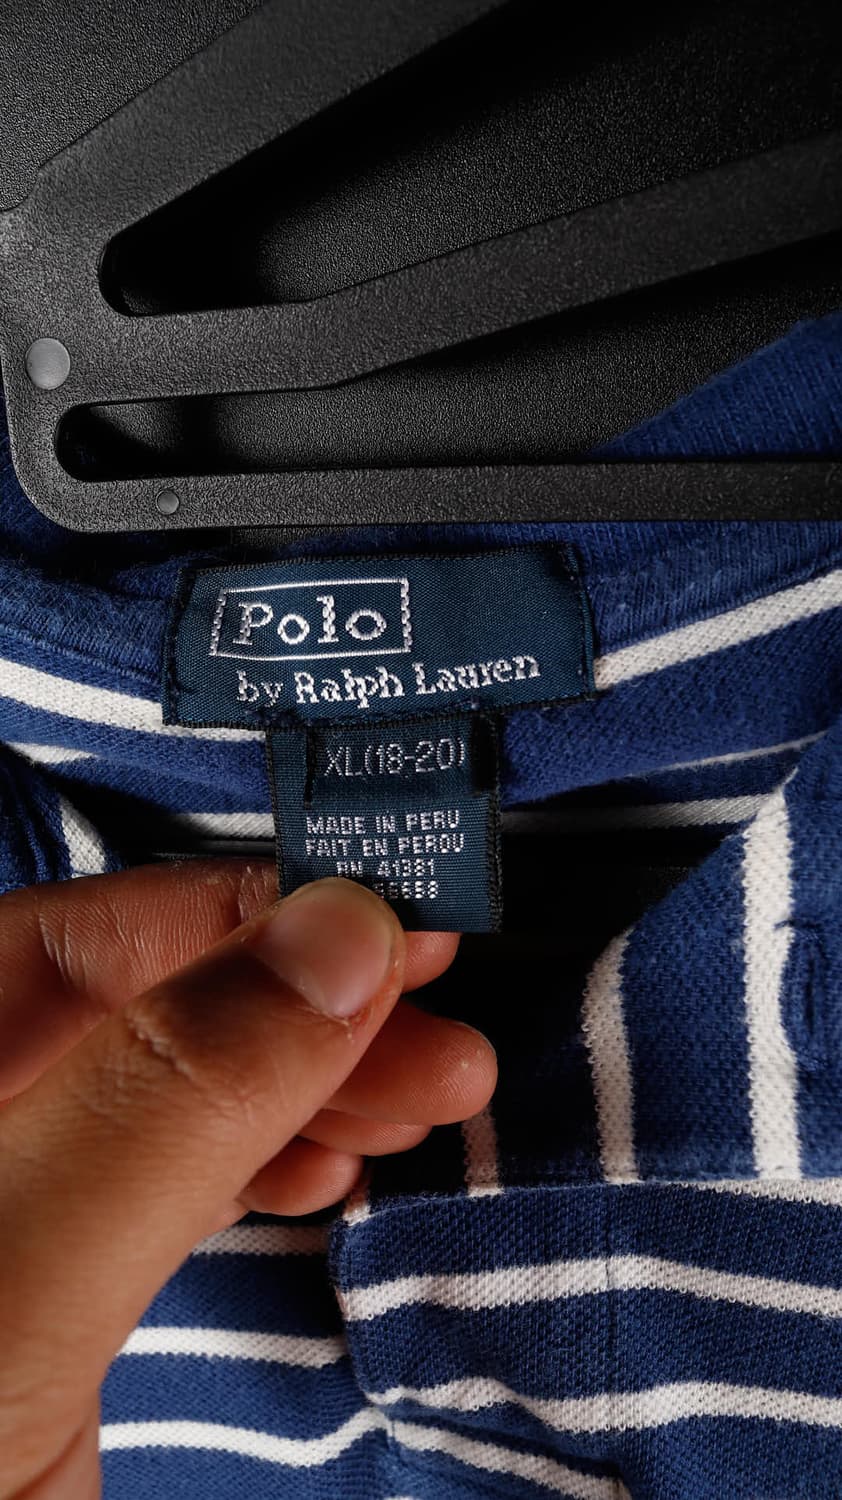 Polo
by Ralph Lauren
XL(18-20)
MADE IN PERU
FAIT EN PEROU
RN 41381